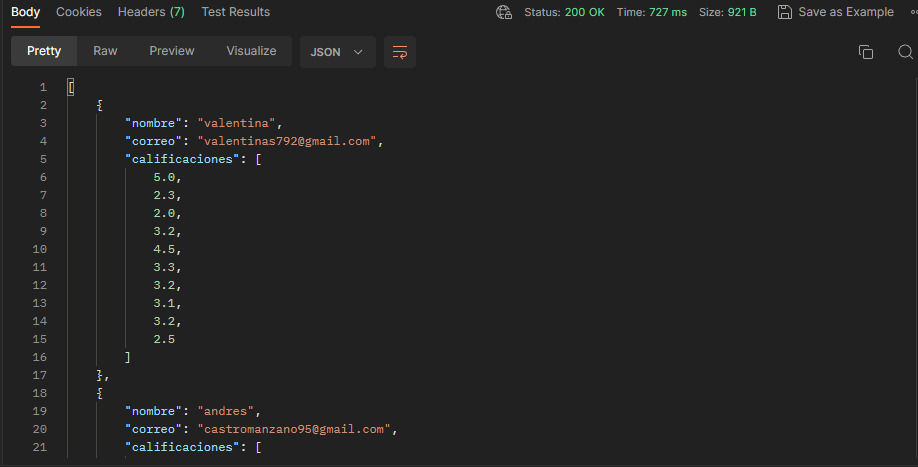 Body Cookies Headers (7) Test Results Status: 200 OK Time: 727 ms Size: 921 B Save as Example
Pretty Raw Preview Visualize JSON
1 [
2 {
3 "nombre": "valentina",
4 "correo": "valentinas792@gmail.com",
5 "calificaciones": [
6 5.0,
7 2.3,
8 2.0,
9 3.2,
10 4.5,
11 3.3,
12 3.2,
13 3.1,
14 3.2,
15 2.5
16 ]
17 },
18 {
19 "nombre": "andres",
20 "correo": "castromanzano95@gmail.com",
21 "calificaciones": [